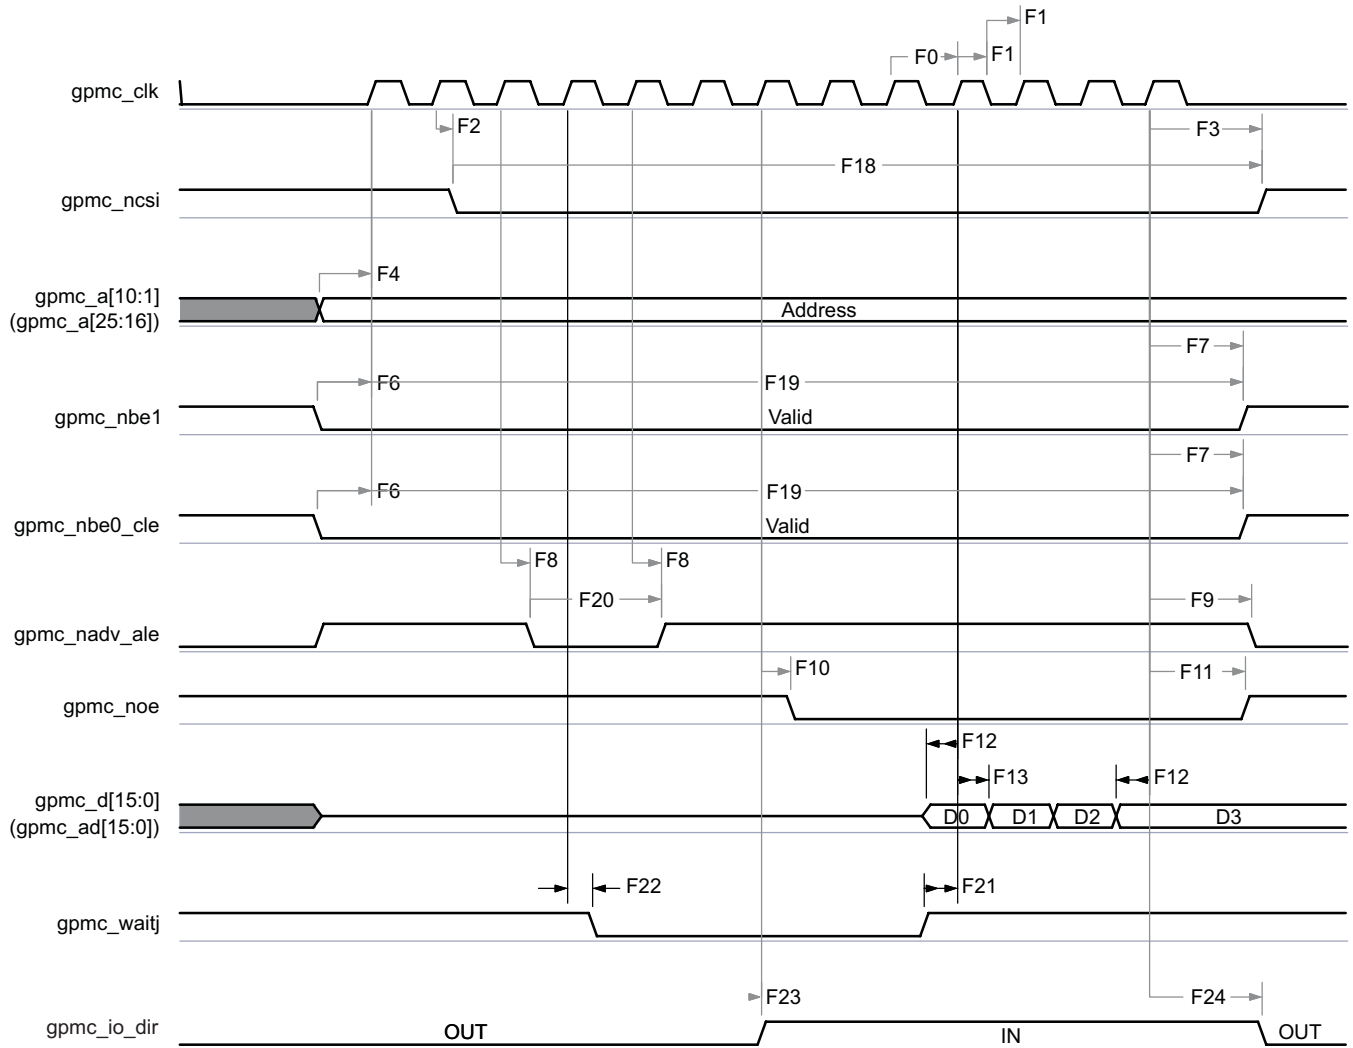 F1
F0 F1
gpmc_clk
F2 F3
F18
gpmc_ncsi
F4
gpmc_a[10:1]
(gpmc_a[25:16])
Address
F7
F6 F19
gpmc_nbe1
Valid
F7
F6 F19
gpmc_nbe0_cle
Valid
F8 F8
F20 F9
gpmc_nadv_ale
F10 F11
gpmc_noe
F12
F13 F12
gpmc_d[15:0]
(gpmc_ad[15:0])
D0 D1 D2 D3
F22 F21
gpmc_waitj
F23 F24
gpmc_io_dir
OUT IN OUT